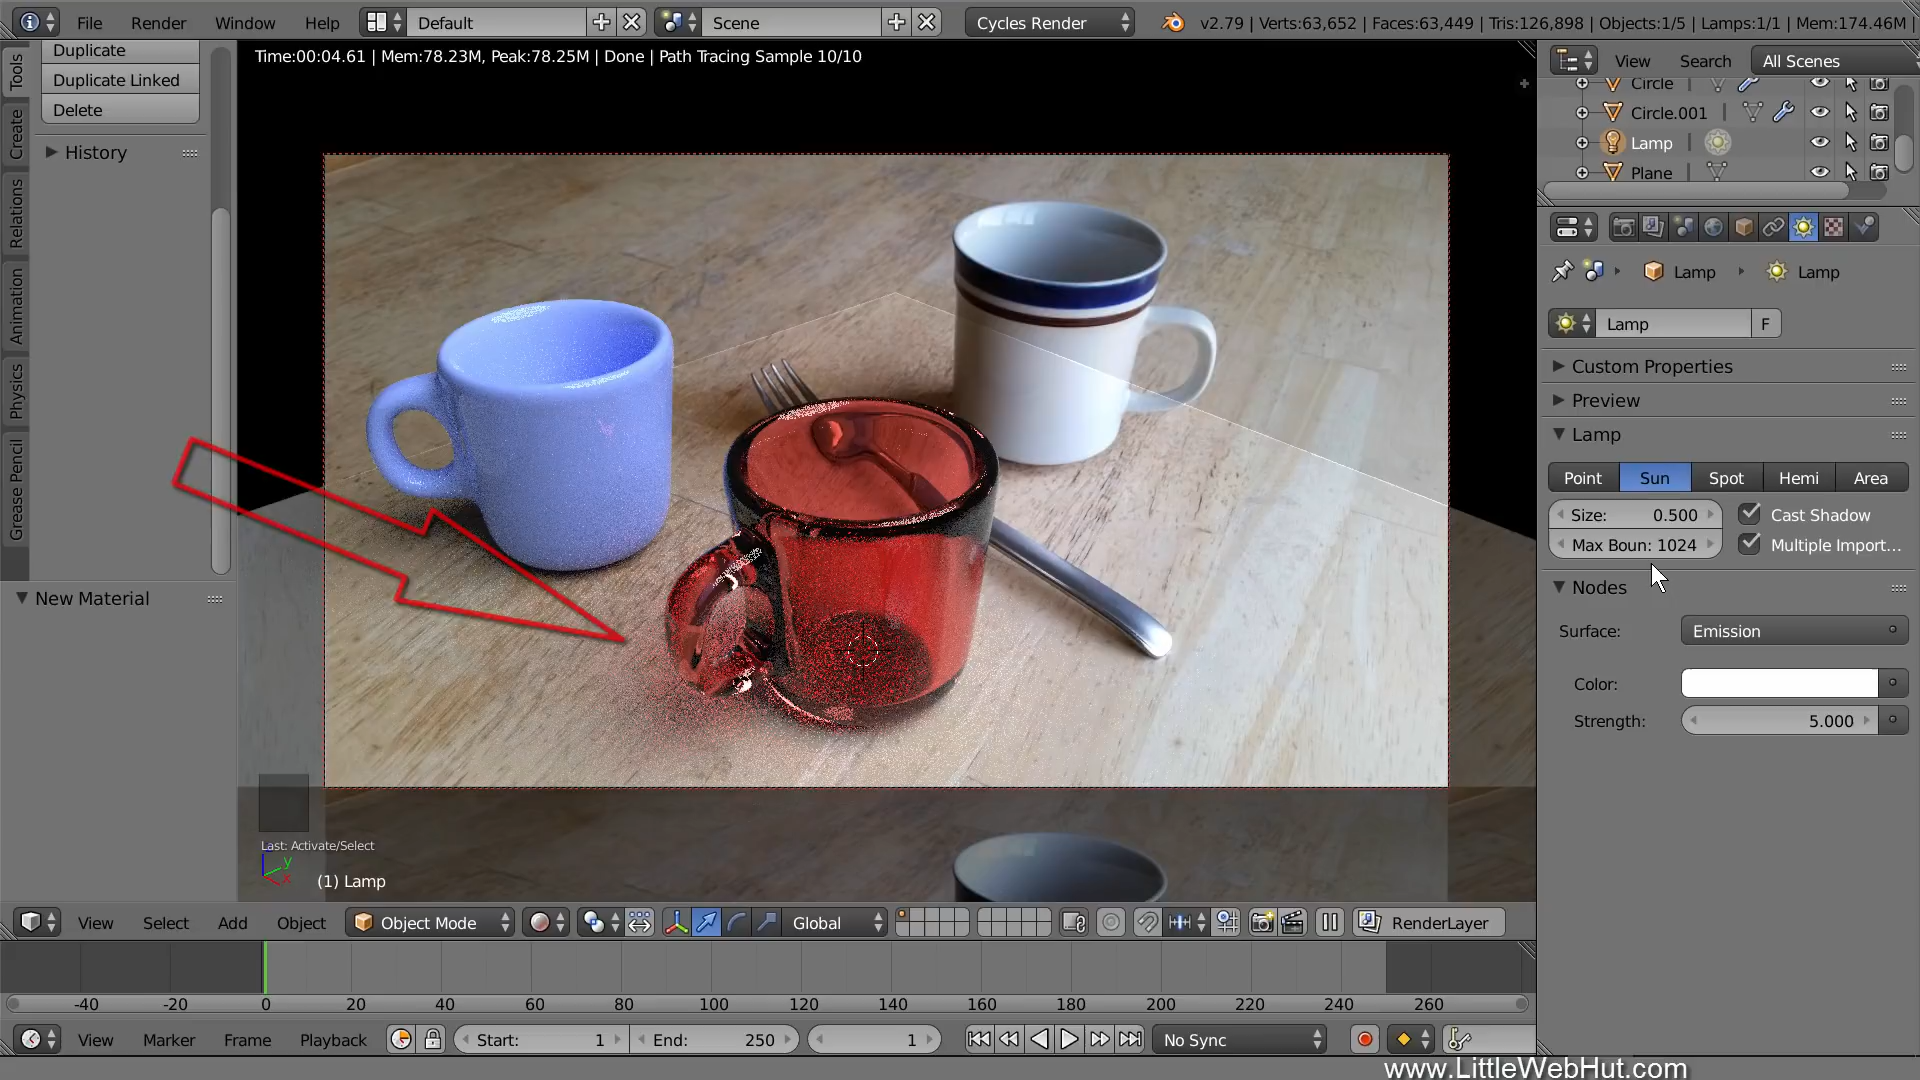 File Render Window Help Default Scene Cycles Render v2.79 | Verts:63,652 | Faces:63,449 | Tris:126,898 | Objects:1/5 | Lamps:1/1 | Mem:174.46M |
Time:00:04.61 | Mem:78.23M, Peak:78.25M | Done | Path Tracing Sample 10/10
Duplicate
Duplicate Linked
Delete
History
Tools
Create
Relations
Animation
Physics
Grease Pencil
New Material
View Search All Scenes
Circle
Circle.001
Lamp
Plane
Lamp Lamp
Lamp F
Custom Properties
Preview
Lamp
Point Sun Spot Hemi Area
Size: 0.500 Cast Shadow
Max Boun: 1024 Multiple Import...
Nodes
Surface: Emission
Color:
Strength: 5.000
Last: Activate/Select
y
x
(1) Lamp
View Select Add Object Object Mode Global RenderLayer
-40 -20 0 20 40 60 80 100 120 140 160 180 200 220 240 260
View Marker Frame Playback Start: 1 End: 250 1 No Sync
www.LittleWebHut.com